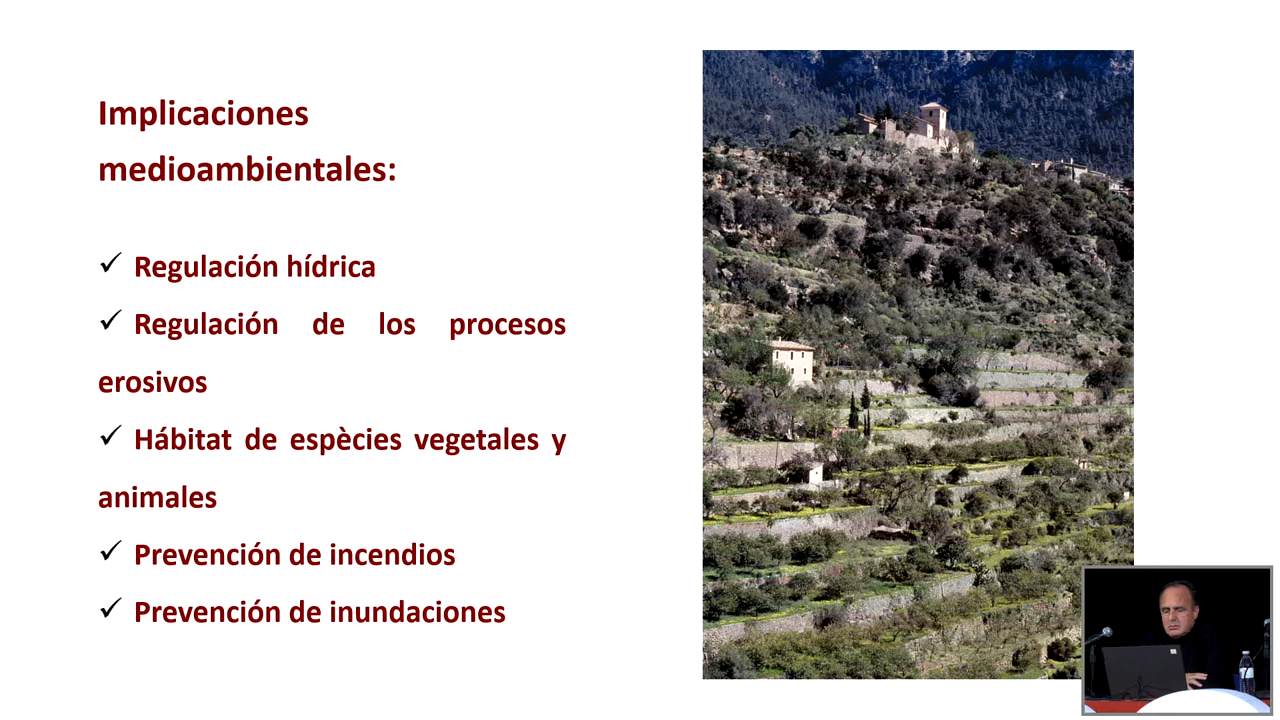 Implicaciones
medioambientales:
✓ Regulación hídrica
✓ Regulación de los procesos
erosivos
✓ Hábitat de espècies vegetales y
animales
✓ Prevención de incendios
✓ Prevención de inundaciones